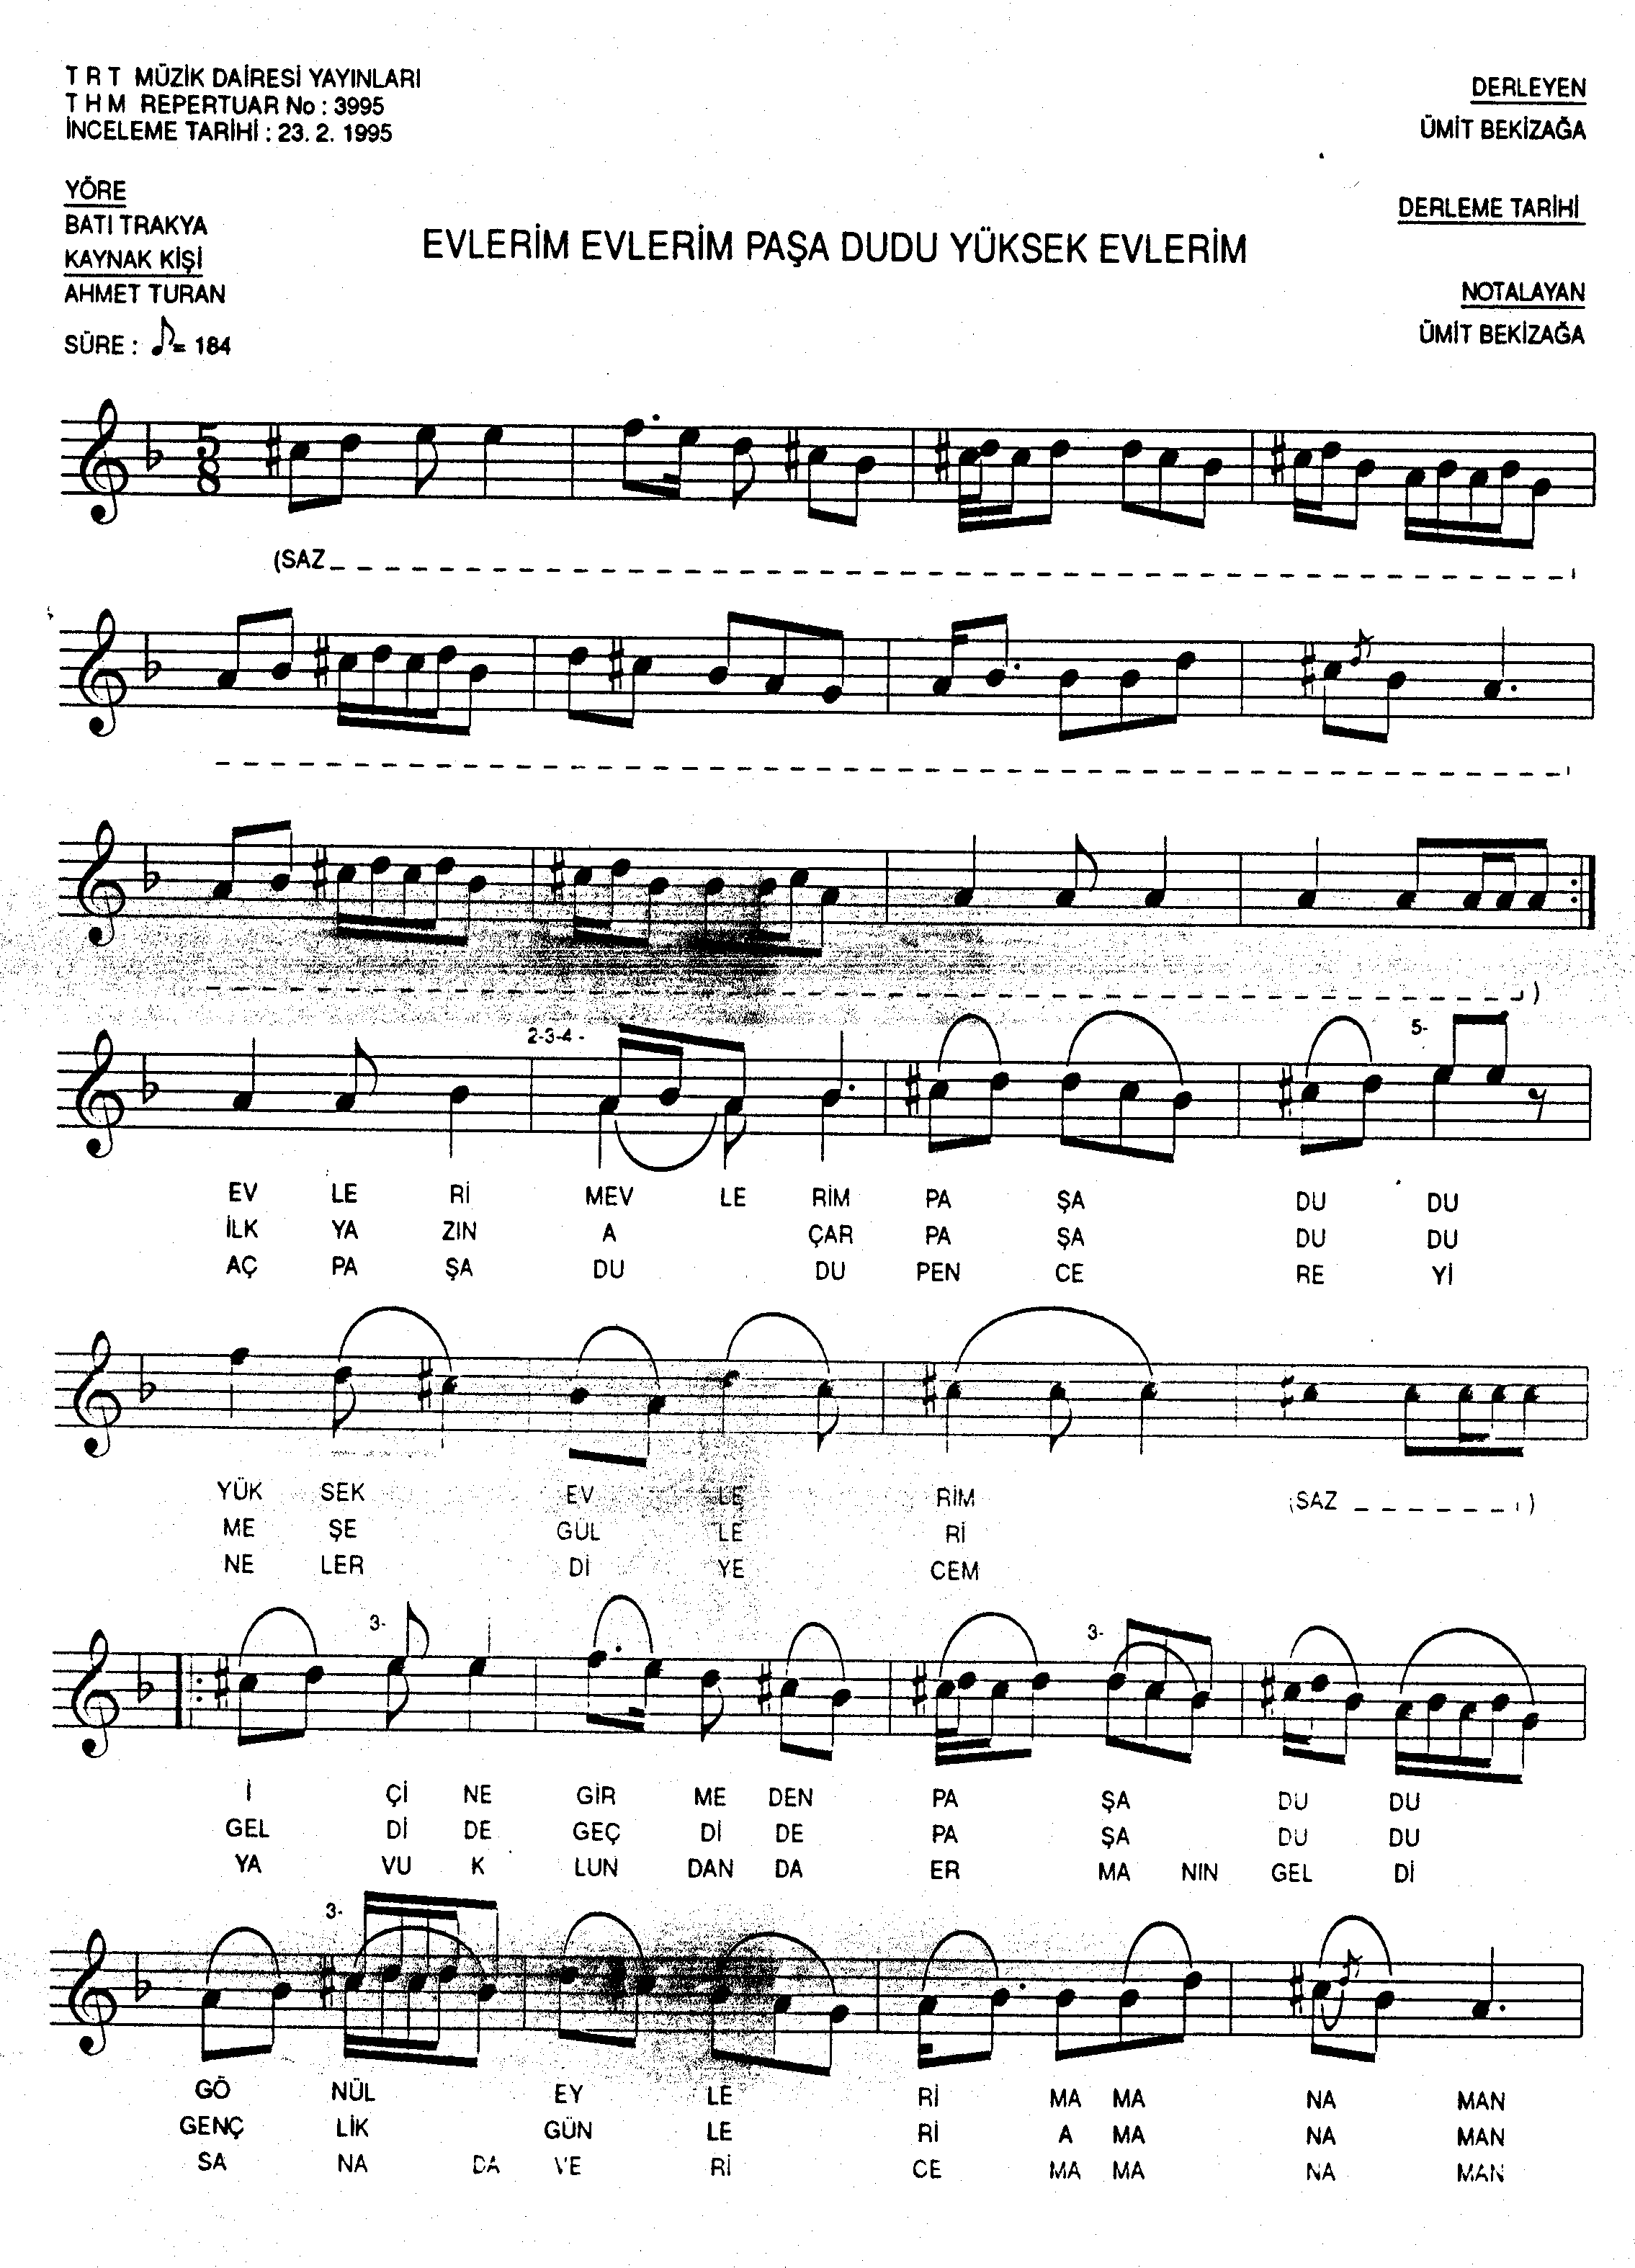 T R T MÜZİK DAİRESİ YAYINLARI
T H M REPERTUAR No : 3995
İNCELEME TARİHİ : 23. 2. 1995
DERLEYEN
ÜMİT BEKİZAĞA
YÖRE
BATI TRAKYA
KAYNAK KİŞİ
AHMET TURAN
SÜRE : ♪= 184
EVLERİM EVLERİM PAŞA DUDU YÜKSEK EVLERİM
DERLEME TARİHİ
NOTALAYAN
ÜMİT BEKİZAĞA
5
8
(SAZ
)
2-3-4 -
5-
EV LE Rİ MEV LE RİM PA ŞA DU DU
İLK YA ZIN A ÇAR PA ŞA DU DU
AÇ PA ŞA DU DU PEN CE RE Yİ
YÜK SEK EV LE RİM (SAZ )
ME ŞE GÜL LE Rİ
NE LER Dİ YE CEM
3-
3-
İ Çİ NE GİR ME DEN PA ŞA DU DU
GEL Dİ DE GEÇ Dİ DE PA ŞA DU DU
YA VU K LUN DAN DA ER MA NIN GEL Dİ
3-
GÖ NÜL EY LE Rİ MA MA NA MAN
GENÇ LİK GÜN LE Rİ A MA NA MAN
SA NA DA VE Rİ CE MA MA NA MAN